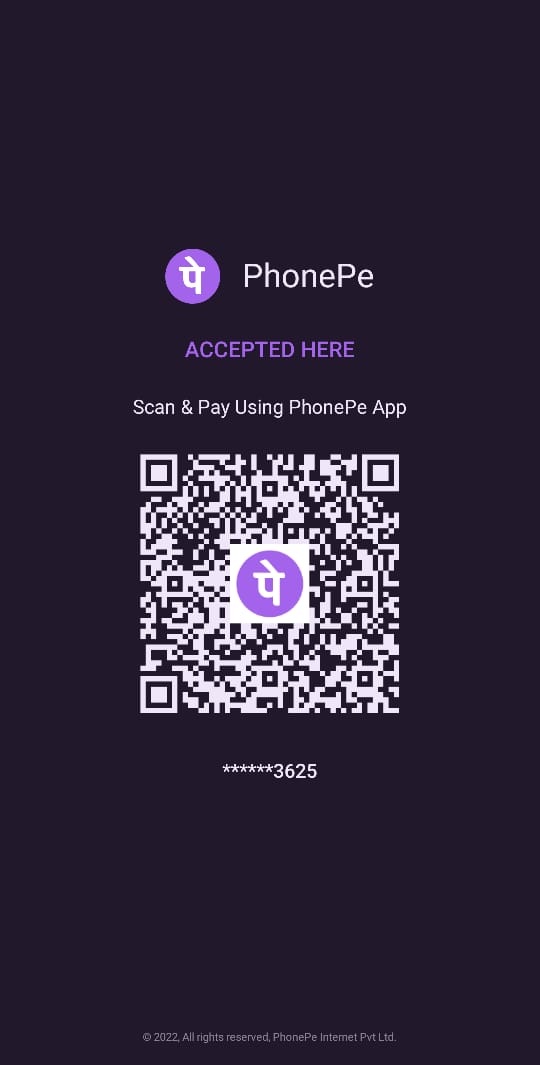 पे PhonePe
ACCEPTED HERE
Scan & Pay Using PhonePe App
पे
******3625
© 2022, All rights reserved, PhonePe Internet Pvt Ltd.